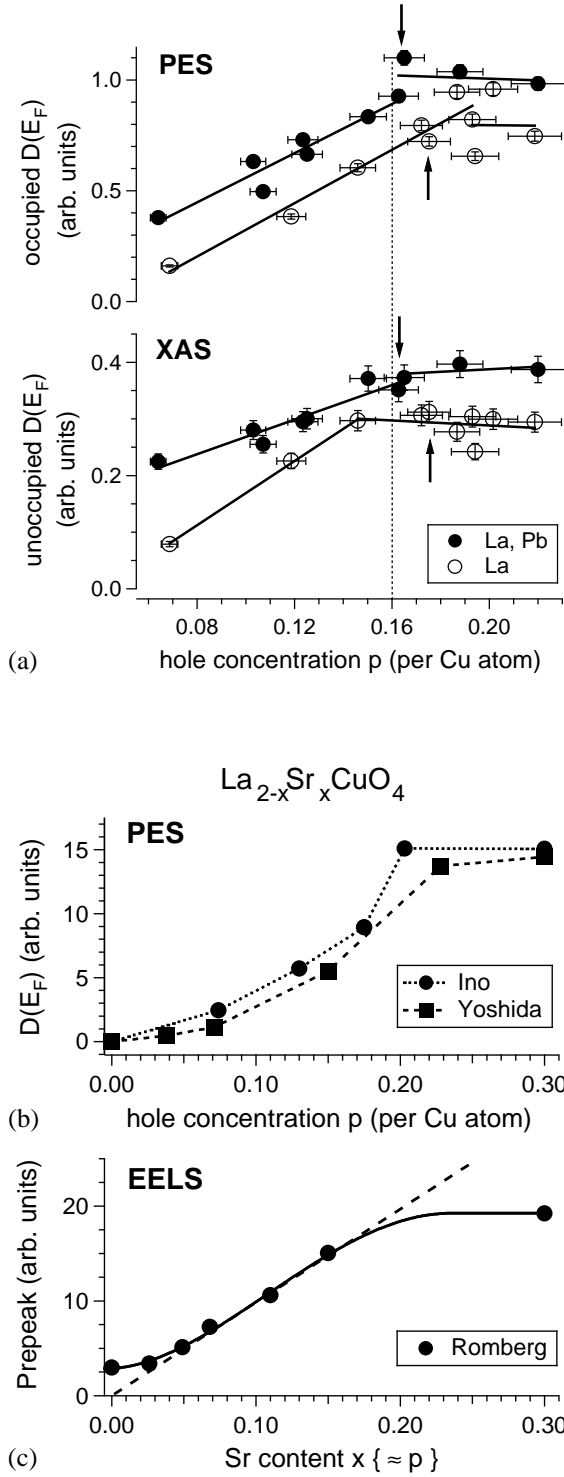 PES
occupied D(E_F)
(arb. units)
1.0
0.5
0.0
XAS
unoccupied D(E_F)
(arb. units)
0.4
0.2
0.0
La, Pb
La
0.08 0.12 0.16 0.20
(a) hole concentration p (per Cu atom)
La_{2-x}Sr_xCuO_4
PES
D(E_F) (arb. units)
15
10
5
0
Ino
Yoshida
0.00 0.10 0.20 0.30
(b) hole concentration p (per Cu atom)
EELS
Prepeak (arb. units)
20
10
0
Romberg
0.00 0.10 0.20 0.30
(c) Sr content x { ≈ p }